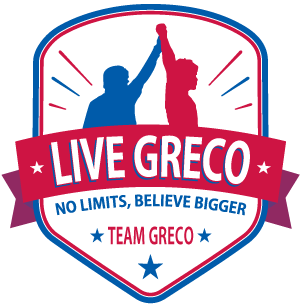 LIVE GRECO
NO LIMITS, BELIEVE BIGGER
TEAM GRECO